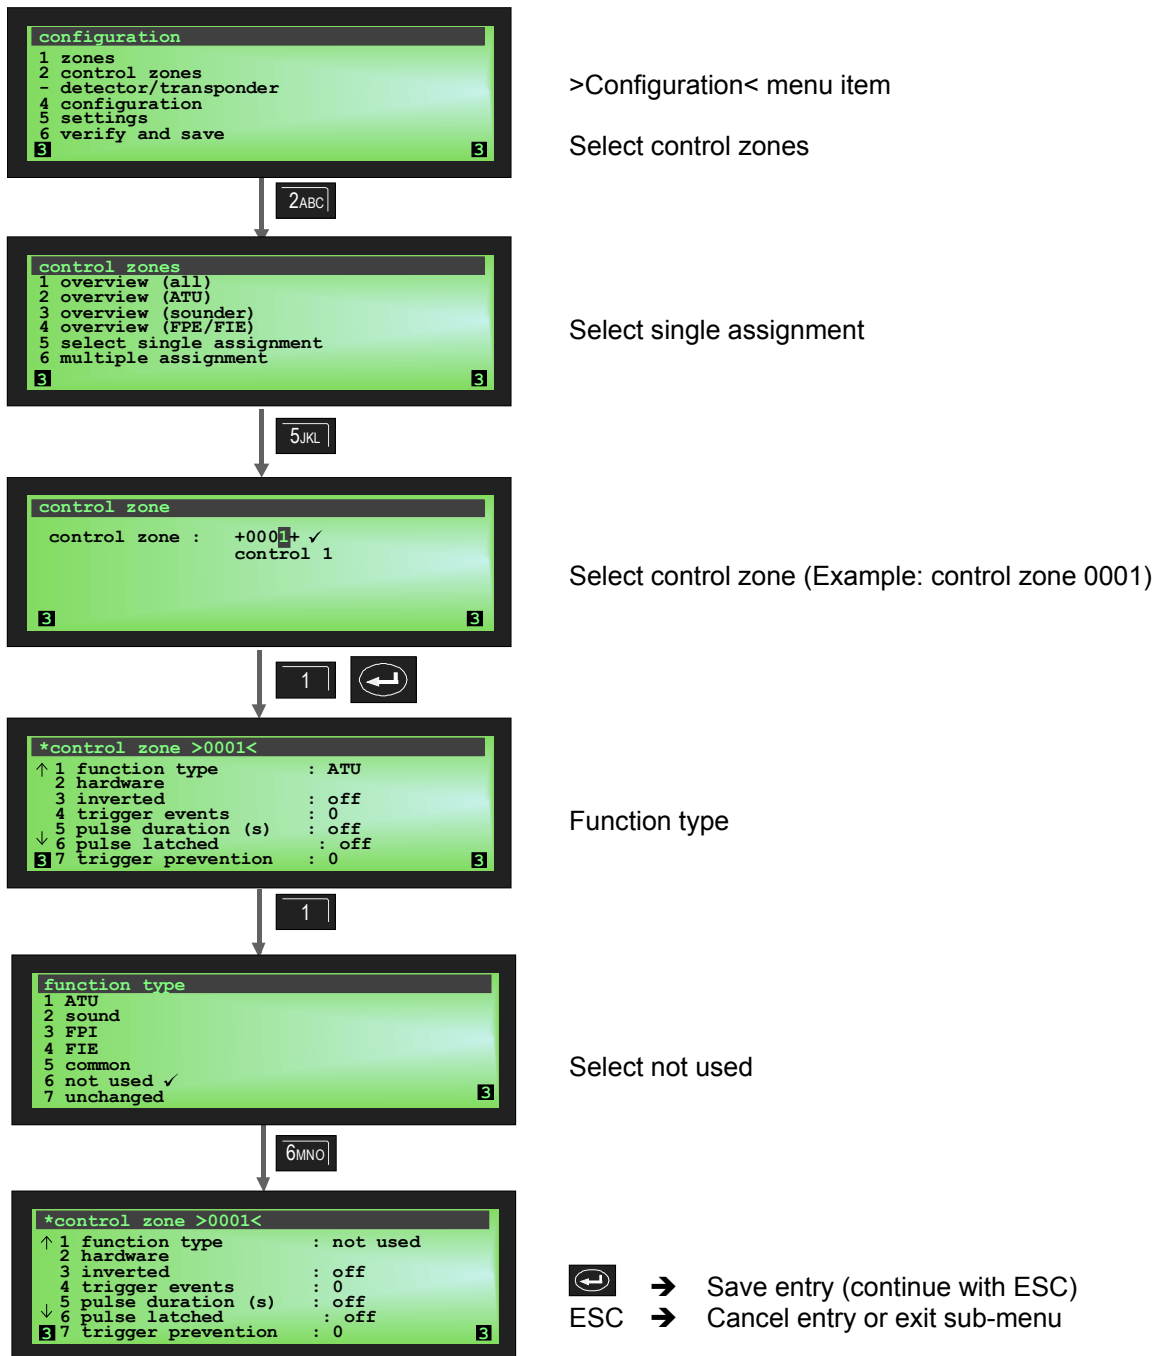 configuration
1 zones
2 control zones
- detector/transponder
4 configuration
5 settings
6 verify and save
3 3
>Configuration< menu item
Select control zones
2ABC
control zones
1 overview (all)
2 overview (ATU)
3 overview (sounder)
4 overview (FPE/FIE)
5 select single assignment
6 multiple assignment
3 3
Select single assignment
5JKL
control zone
control zone : +0001+ ✓
control 1
3 3
Select control zone (Example: control zone 0001)
1
*control zone >0001<
↑ 1 function type : ATU
2 hardware
3 inverted : off
4 trigger events : 0
5 pulse duration (s) : off
↓ 6 pulse latched : off
3 7 trigger prevention : 0 3
Function type
1
function type
1 ATU
2 sound
3 FPI
4 FIE
5 common
6 not used ✓
7 unchanged 3
Select not used
6MNO
*control zone >0001<
↑ 1 function type : not used
2 hardware
3 inverted : off
4 trigger events : 0
5 pulse duration (s) : off
↓ 6 pulse latched : off
3 7 trigger prevention : 0 3
➔ Save entry (continue with ESC)
ESC ➔ Cancel entry or exit sub-menu